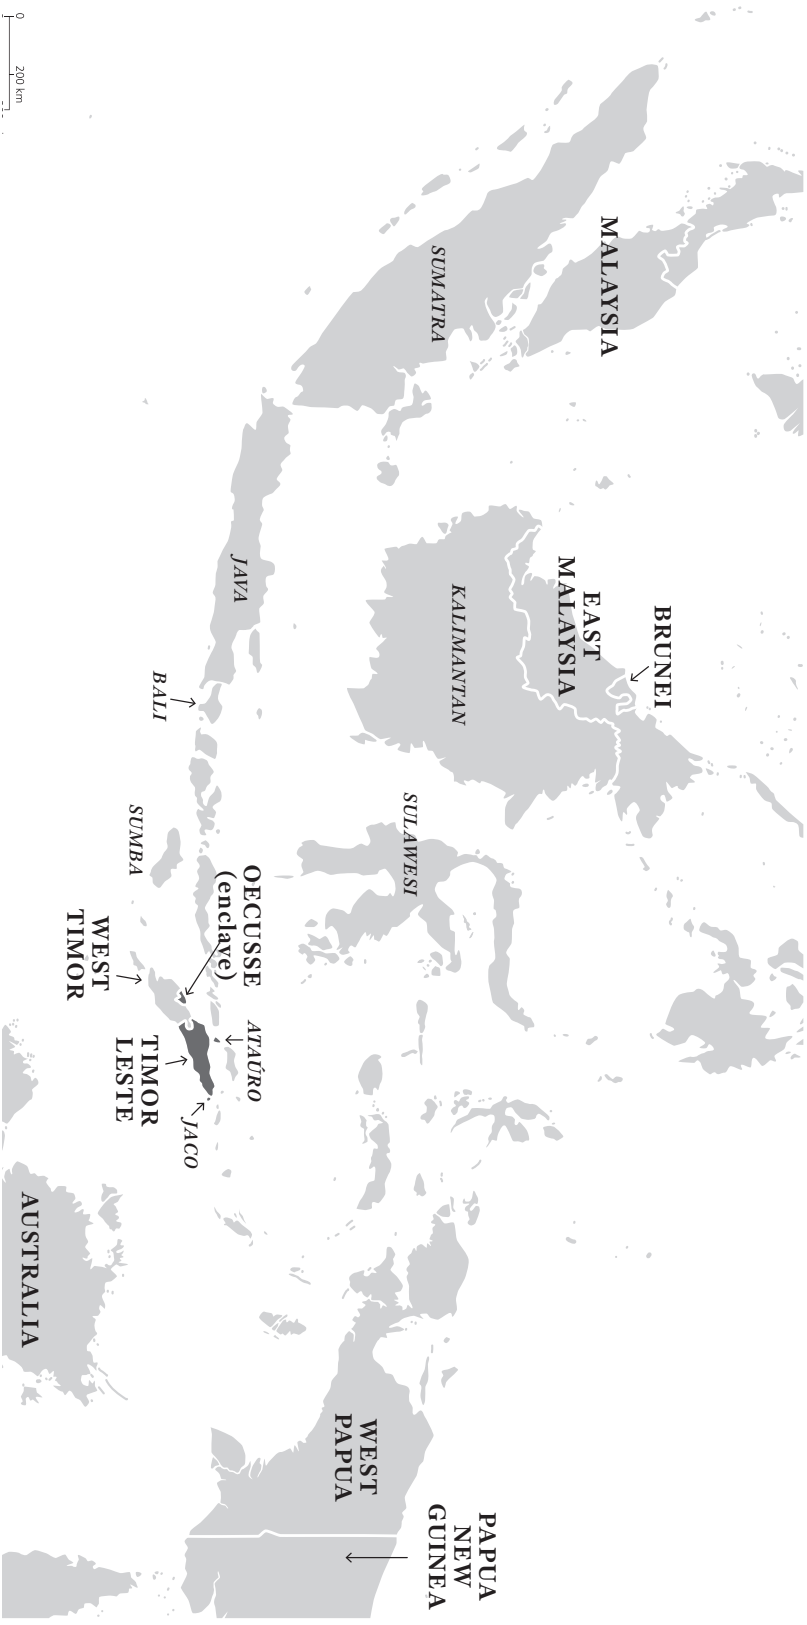 0
200 km
MALAYSIA
SUMATRA
BRUNEI
EAST
MALAYSIA
KALIMANTAN
JAVA
BALI
SULAWESI
SUMBA
OECUSSE
(enclave)
WEST
TIMOR
ATAÚRO
TIMOR
LESTE
JACO
AUSTRALIA
WEST
PAPUA
PAPUA
NEW
GUINEA